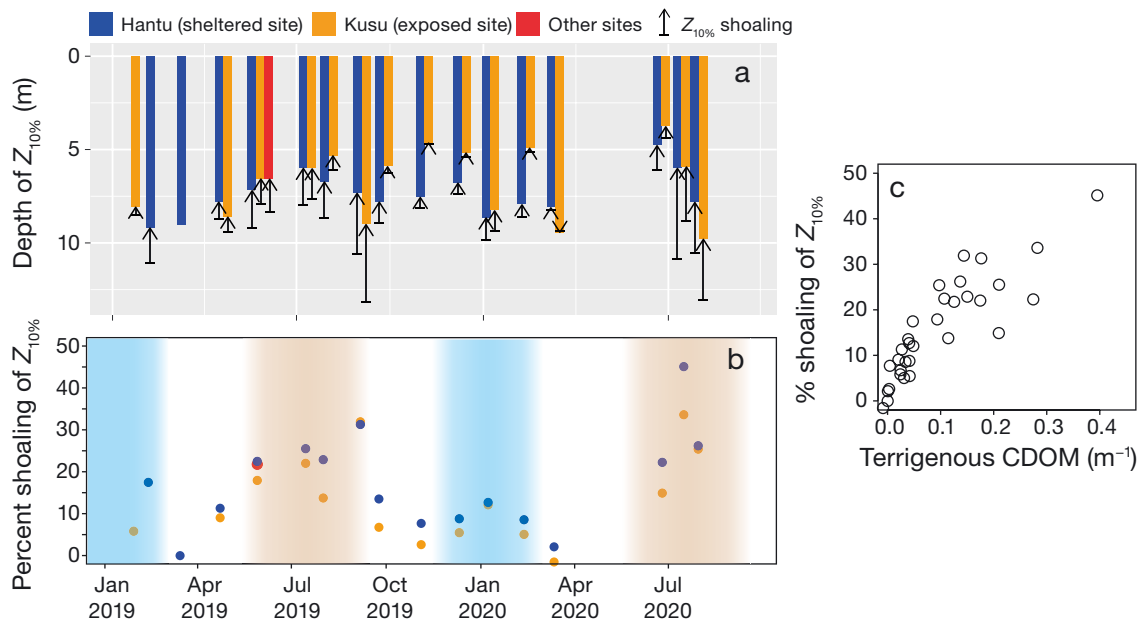 Hantu (sheltered site) Kusu (exposed site) Other sites Z10% shoaling
a
Depth of Z10% (m)
0
5
10
b
Percent shoaling of Z10%
50
40
30
20
10
0
Jan Apr Jul Oct Jan Apr Jul
2019 2019 2019 2019 2020 2020 2020
c
% shoaling of Z10%
50
40
30
20
10
0
0.0 0.1 0.2 0.3 0.4
Terrigenous CDOM (m⁻¹)